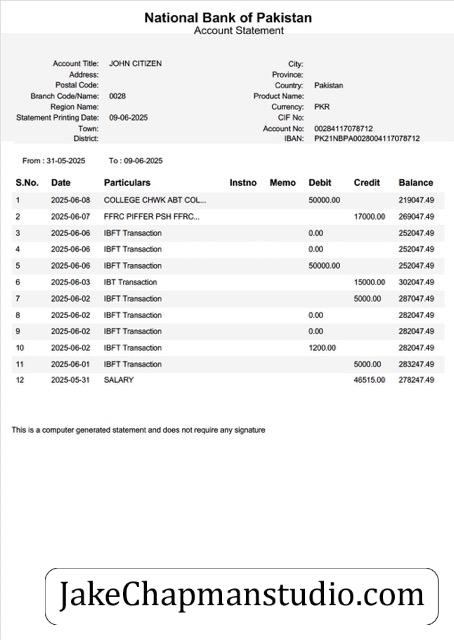 National Bank of Pakistan
Account Statement
Account Title: JOHN CITIZEN City:
Address: Province:
Postal Code: Country: Pakistan
Branch Code/Name: 0028 Product Name:
Region Name: Currency: PKR
Statement Printing Date: 09-06-2025 CIF No:
Town: Account No: 00284117078712
District: IBAN: PK21NBPA0028004117078712
From : 31-05-2025 To : 09-06-2025
S.No. Date Particulars Instno Memo Debit Credit Balance
1 2025-06-08 COLLEGE CHWK ABT COL... 50000.00 219047.49
2 2025-06-07 FFRC PIFFER PSH FFRC... 17000.00 269047.49
3 2025-06-06 IBFT Transaction 0.00 252047.49
4 2025-06-06 IBFT Transaction 0.00 252047.49
5 2025-06-06 IBFT Transaction 50000.00 252047.49
6 2025-06-03 IBT Transaction 15000.00 302047.49
7 2025-06-02 IBFT Transaction 5000.00 287047.49
8 2025-06-02 IBFT Transaction 0.00 282047.49
9 2025-06-02 IBFT Transaction 0.00 282047.49
10 2025-06-02 IBFT Transaction 1200.00 282047.49
11 2025-06-01 IBFT Transaction 5000.00 283247.49
12 2025-05-31 SALARY 46515.00 278247.49
This is a computer generated statement and does not require any signature
JakeChapmanstudio.com